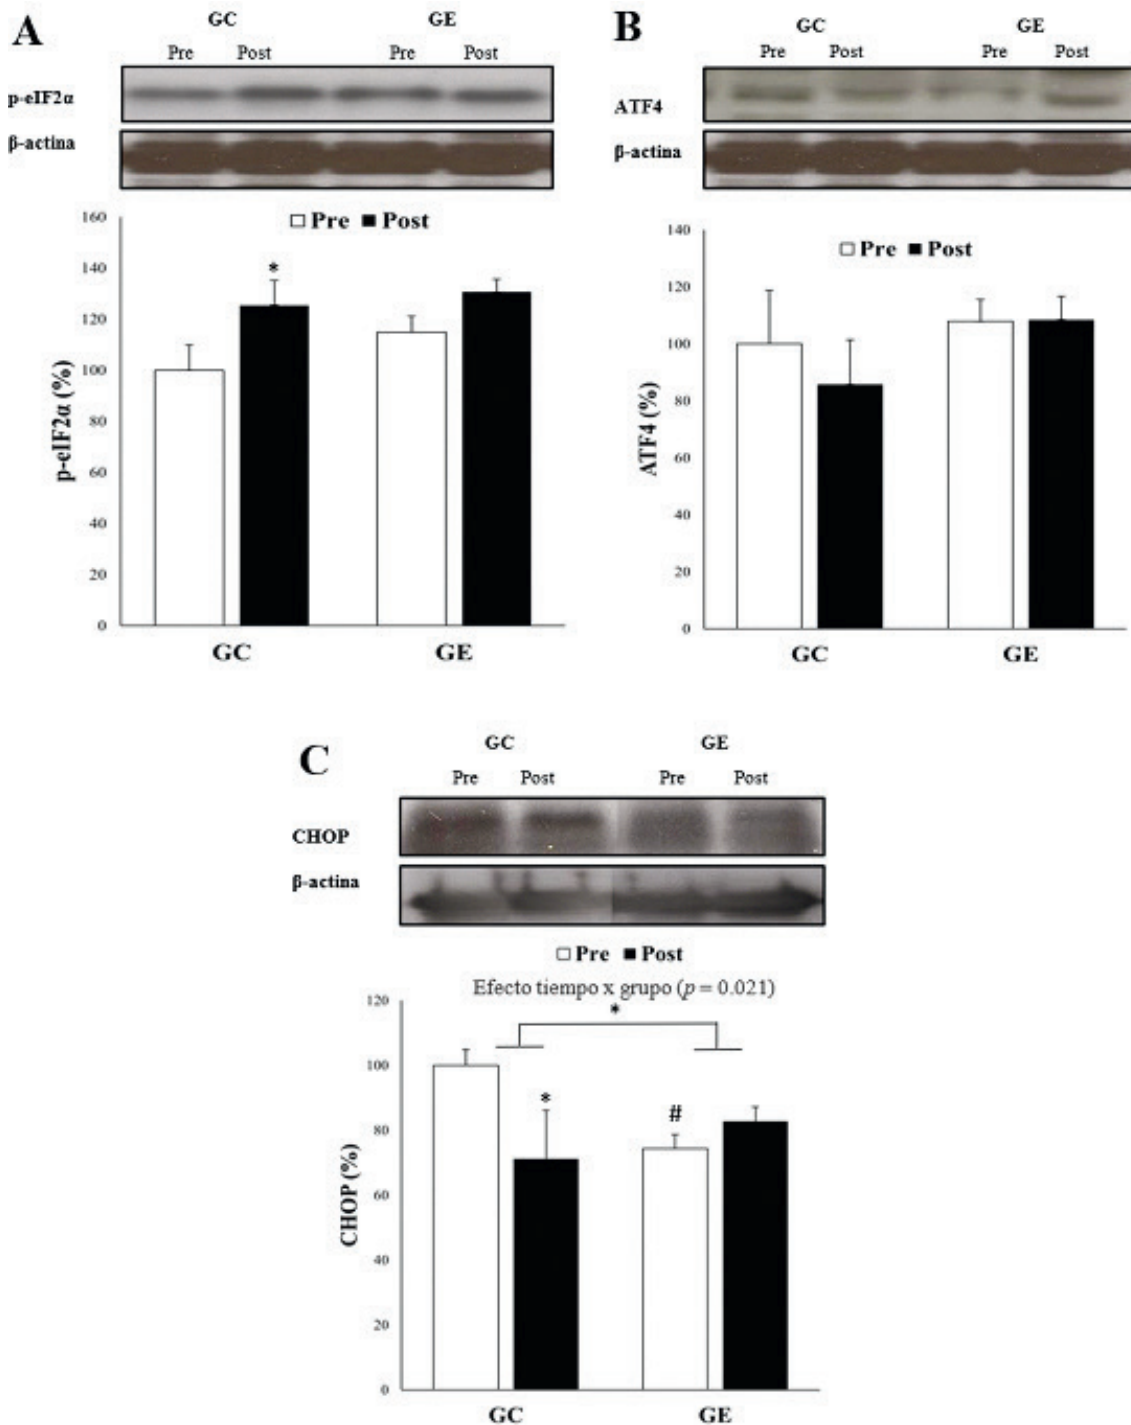 A
GC GE
Pre Post Pre Post
p-eIF2α
β-actina
Pre Post
160
140
120
100
80
60
40
20
0
*
p-eIF2α (%)
GC GE
B
GC GE
Pre Post Pre Post
ATF4
β-actina
Pre Post
140
120
100
80
60
40
20
0
ATF4 (%)
GC GE
C
GC GE
Pre Post Pre Post
CHOP
β-actina
Pre Post
Efecto tiempo x grupo (p = 0.021)
*
120
100
80
60
40
20
0
* #
CHOP (%)
GC GE